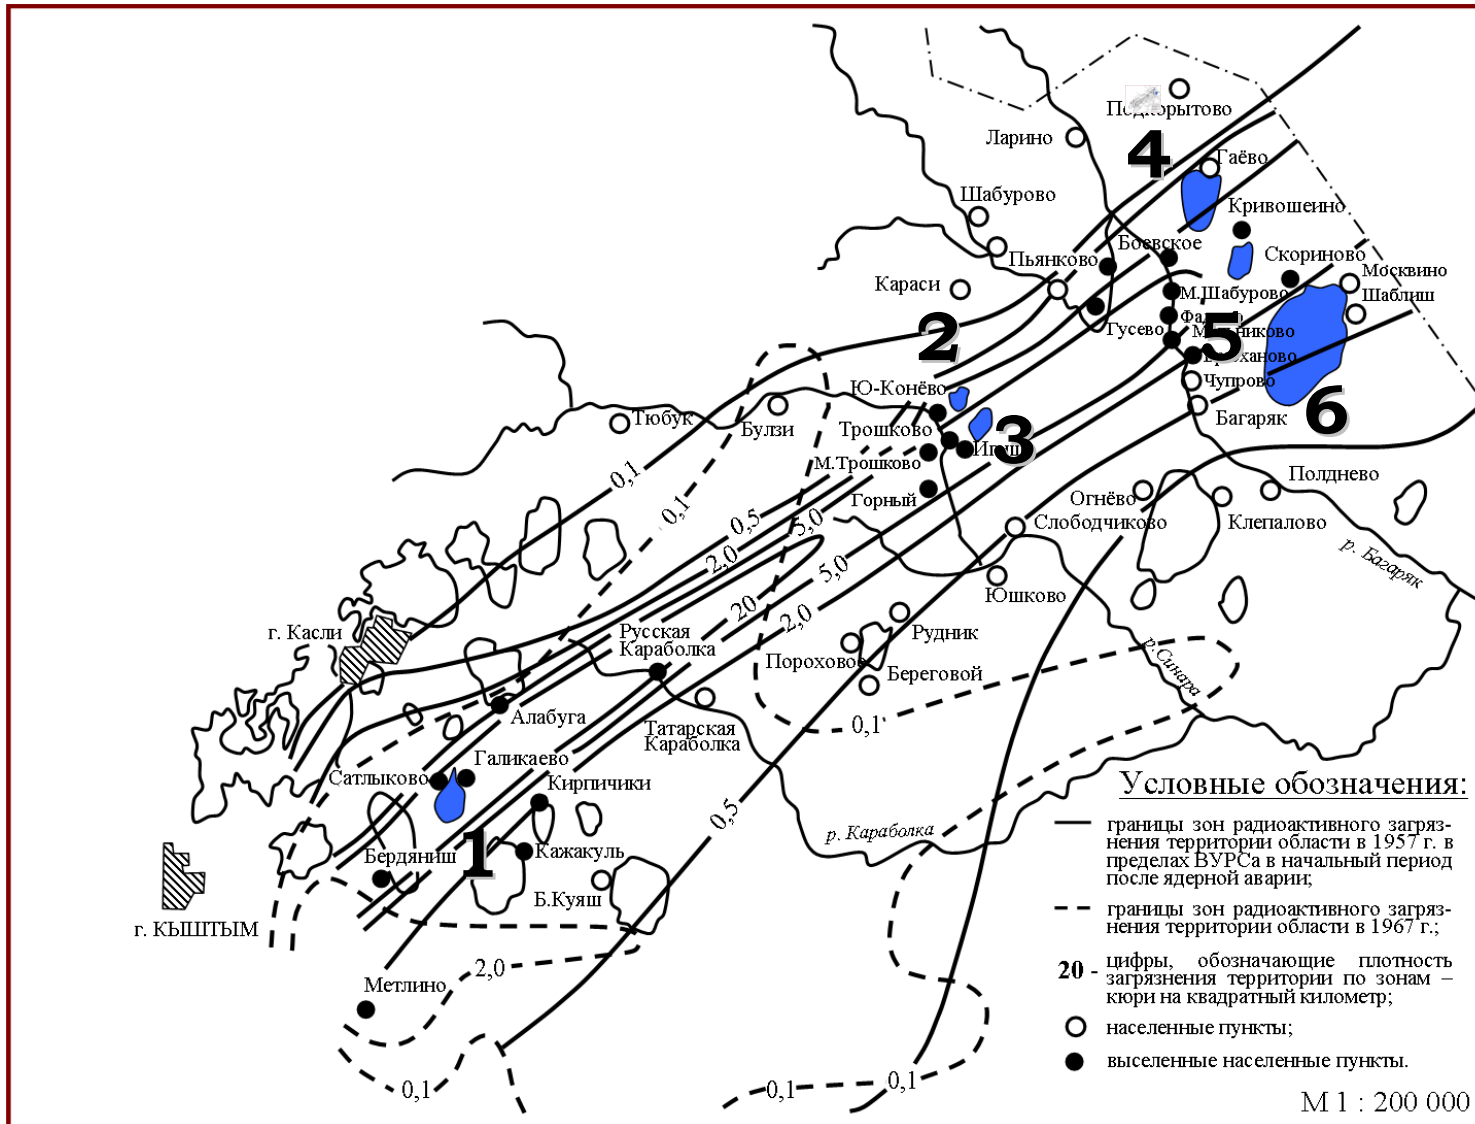 Подкорытово
Ларино
4
Гаёво
Шабурово
Кривошеино
Боевское
Пьянково
Скориново
Москвино
Караси
Шаблиш
М.Шабурово
2
Гусево
5
Чупрово
Ю-Конёво
6
Багаряк
Тюбук
Булзи
Трошково
3
М.Трошково
0,1
Полднево
Горный
Огнёво
0,1
0,5
5,0
Слободчиково
Клепалово
р. Багаряк
2,0
5,0
Юшково
20
2,0
г. Касли
Русская
Караболка
Рудник
Пороховое
р.Синара
Береговой
Алабуга
Татарская
Караболка
0,1
Галикаево
Сатлыково
Кирпичики
Условные обозначения:
0,5
р. Караболка
границы зон радиоактивного загряз-
нения территории области в 1957 г. в
пределах ВУРСа в начальный период
после ядерной аварии;
1
Бердяниш
Кажакуль
Б.Куяш
г. КЫШТЫМ
границы зон радиоактивного загряз-
нения территории области в 1967 г.;
2,0
20 - цифры, обозначающие плотность
загрязнения территории по зонам –
кюри на квадратный километр;
Метлино
населенные пункты;
выселенные населенные пункты.
0,1
0,1
0,1
М 1 : 200 000